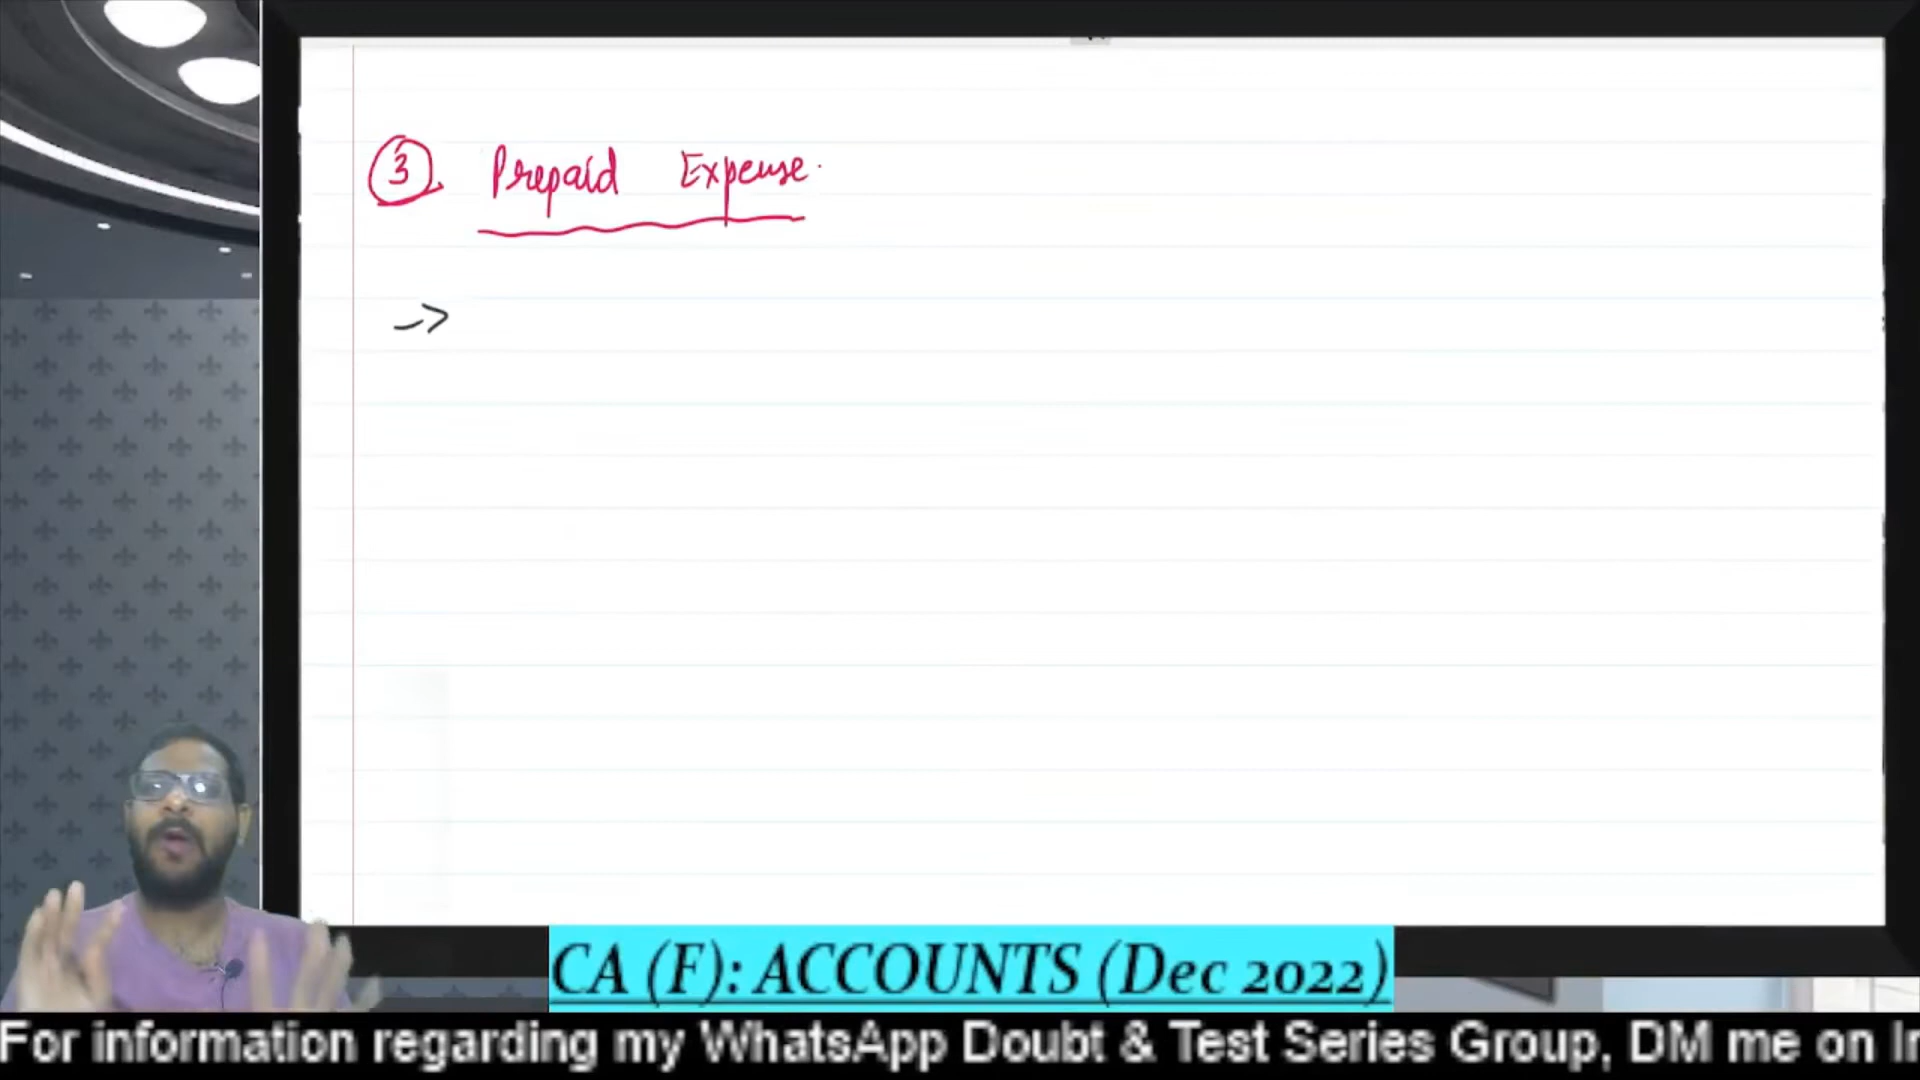 3. Prepaid Expense.
->
CA (F): ACCOUNTS (Dec 2022)
For information regarding my WhatsApp Doubt & Test Series Group, DM me on In